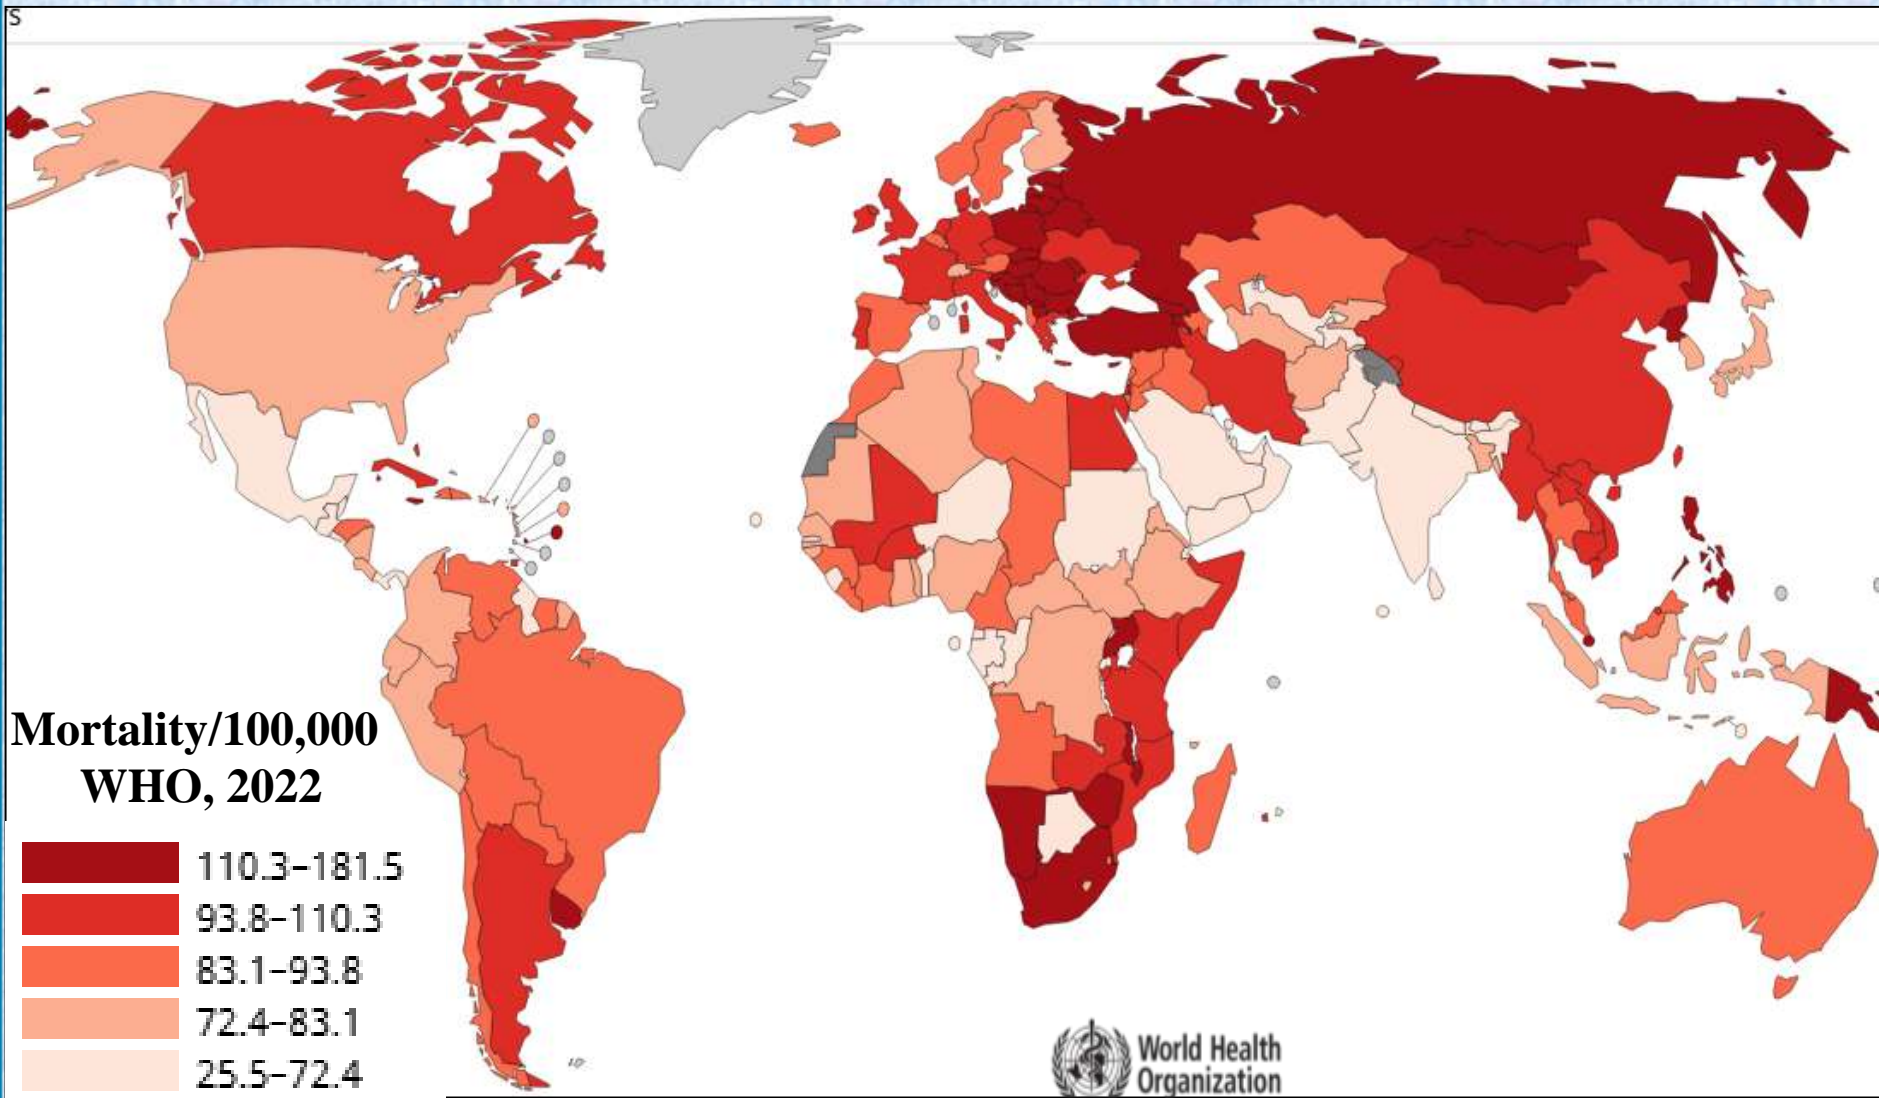 S
Mortality/100,000
WHO, 2022
110.3–181.5
93.8–110.3
83.1–93.8
72.4–83.1
25.5–72.4
World Health
Organization